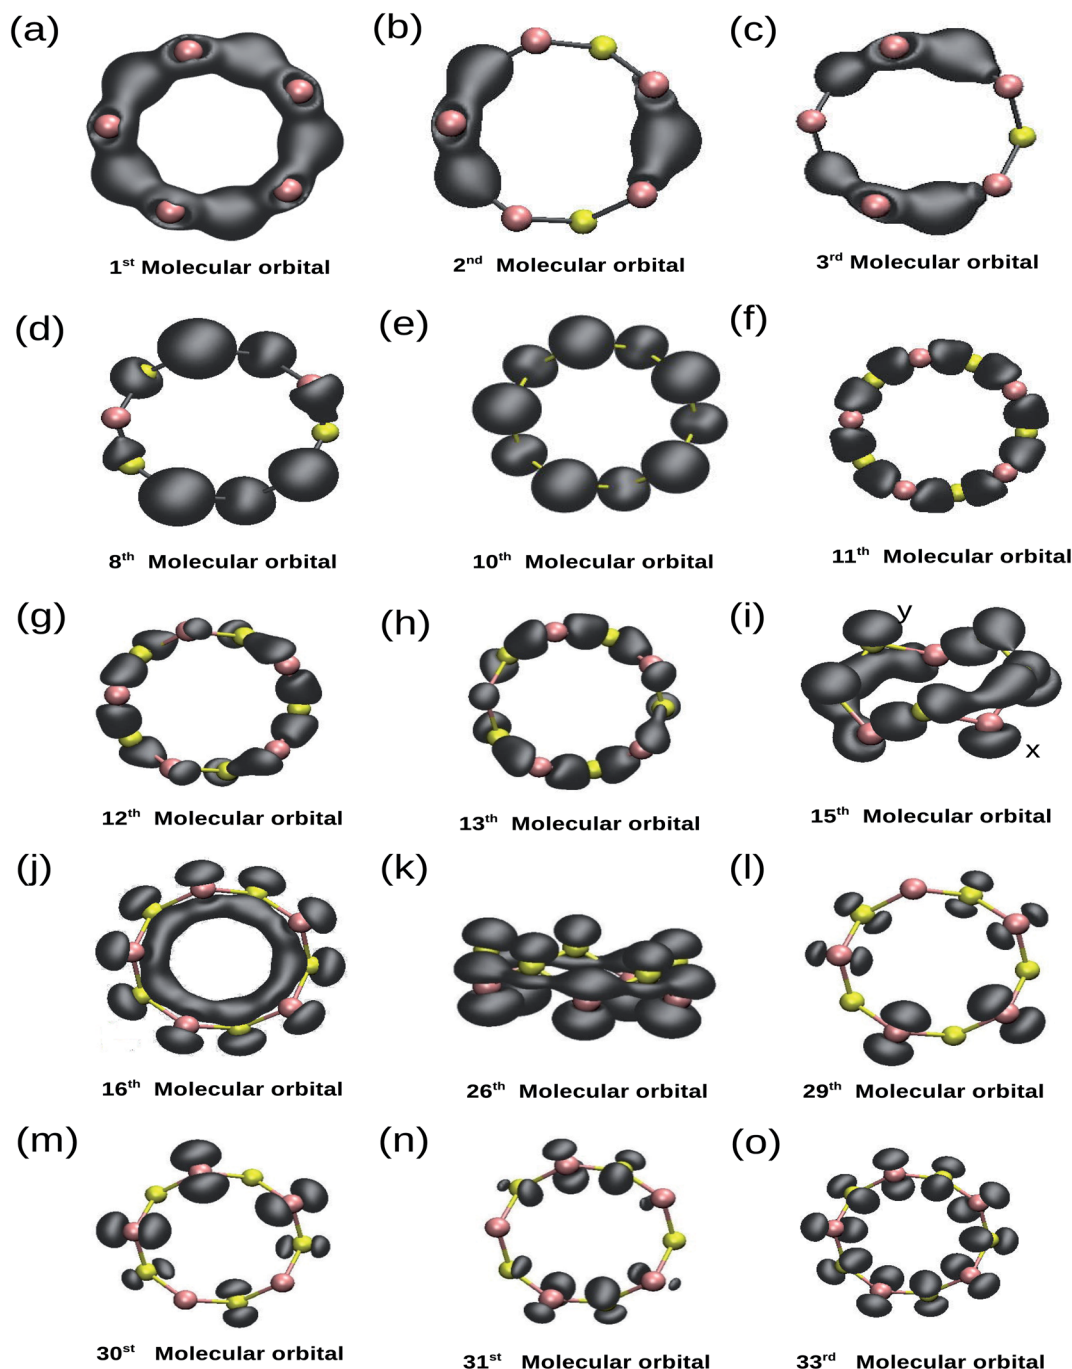 (a) (b) (c)
1st Molecular orbital 2nd Molecular orbital 3rd Molecular orbital
(d) (e) (f)
8th Molecular orbital 10th Molecular orbital 11th Molecular orbital
(g) (h) (i) y
x
12th Molecular orbital 13th Molecular orbital 15th Molecular orbital
(j) (k) (l)
16th Molecular orbital 26th Molecular orbital 29th Molecular orbital
(m) (n) (o)
30st Molecular orbital 31st Molecular orbital 33rd Molecular orbital